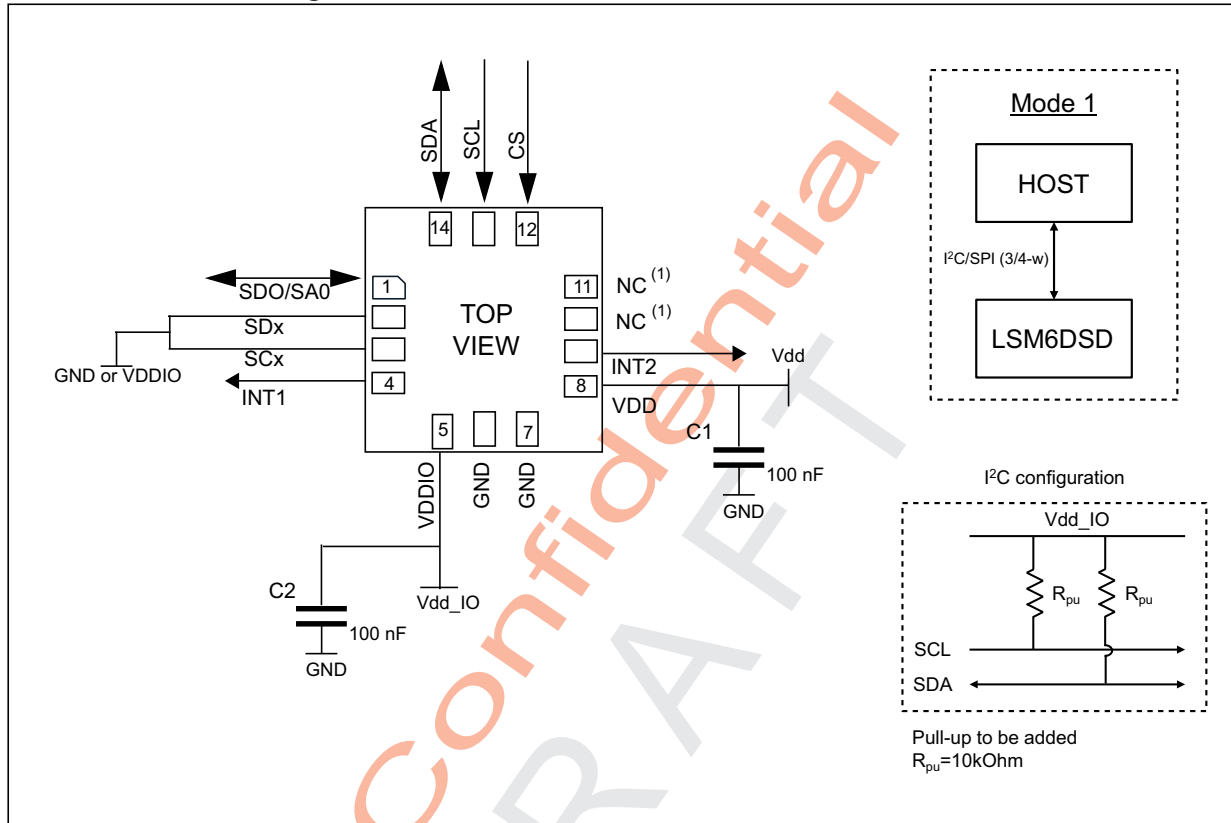 SDA
SCL
CS
14
12
SDO/SA0
1
11
NC (1)
SDx
TOP
VIEW
NC (1)
SCx
GND or VDDIO
INT2
Vdd
INT1
4
8
VDD
5
7
C1
100 nF
VDDIO
GND
GND
GND
C2
100 nF
Vdd_IO
GND
Mode 1
HOST
I²C/SPI (3/4-w)
LSM6DSD
I²C configuration
Vdd_IO
Rpu
Rpu
SCL
SDA
Pull-up to be added
Rpu=10kOhm
Confidential
DRAFT